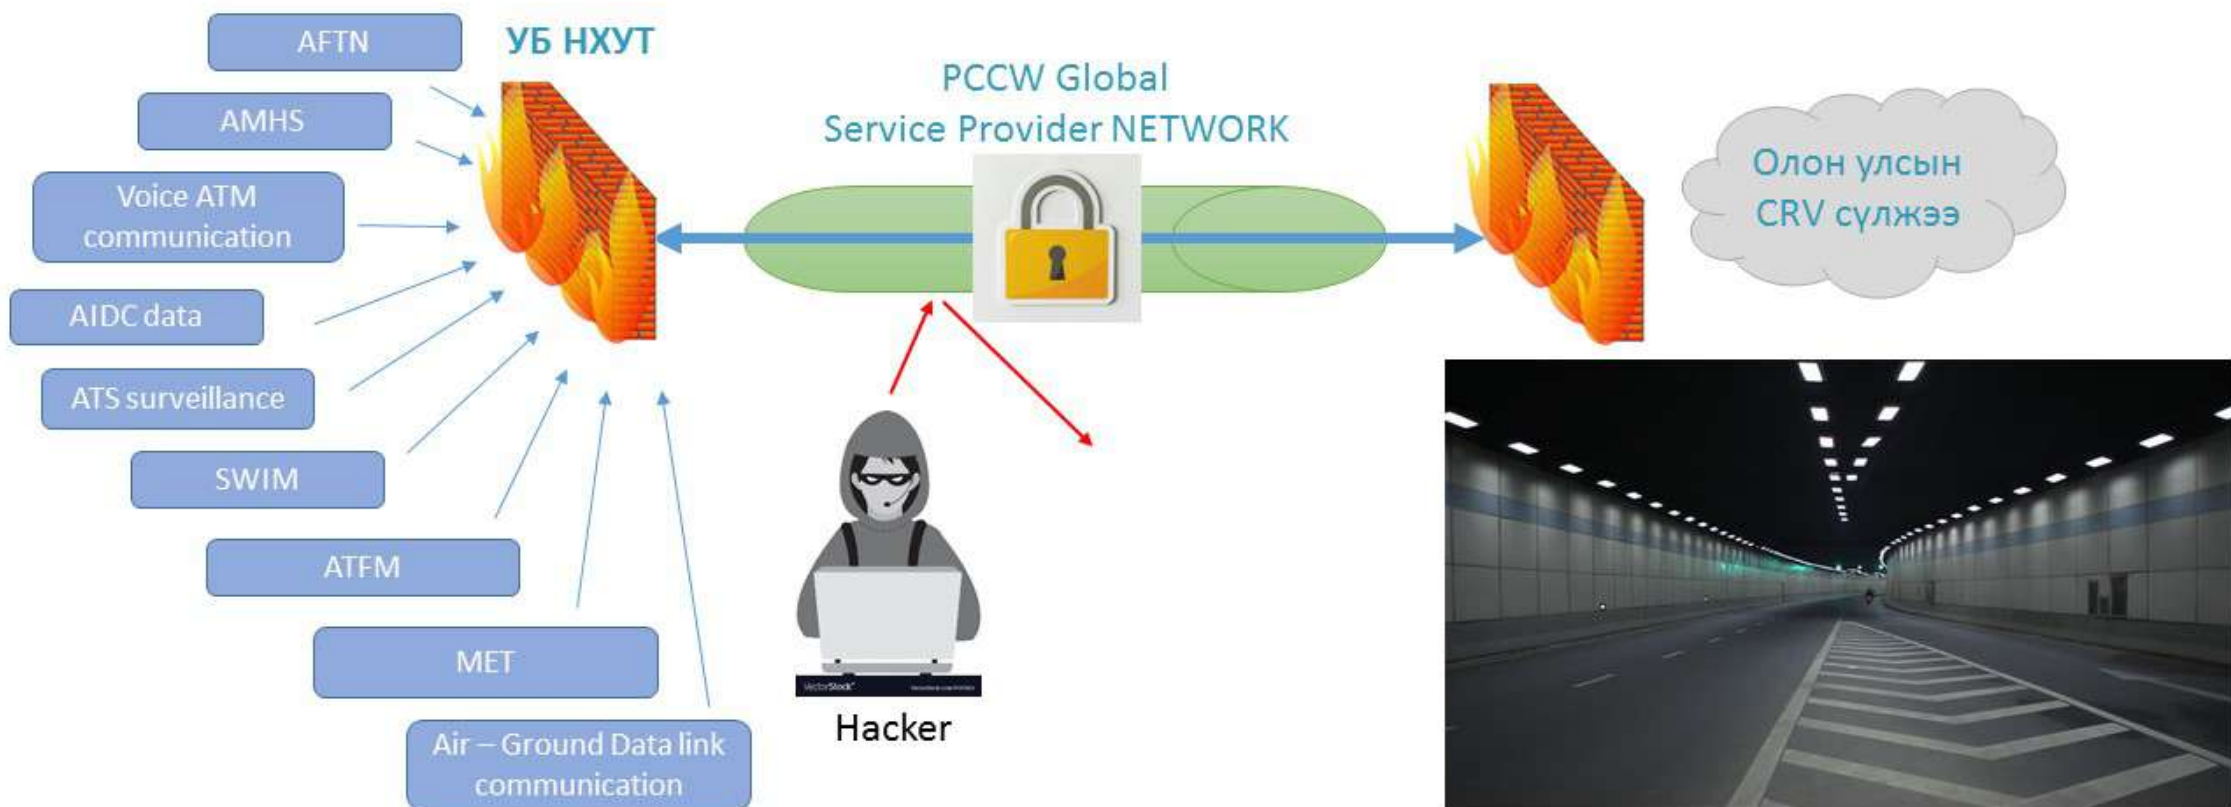 AFTN
УБ НХУТ
AMHS
Voice ATM
communication
AIDC data
ATS surveillance
SWIM
ATFM
MET
Air – Ground Data link
communication
PCCW Global
Service Provider NETWORK
Олон улсын
CRV сүлжээ
VectorStock
Hacker